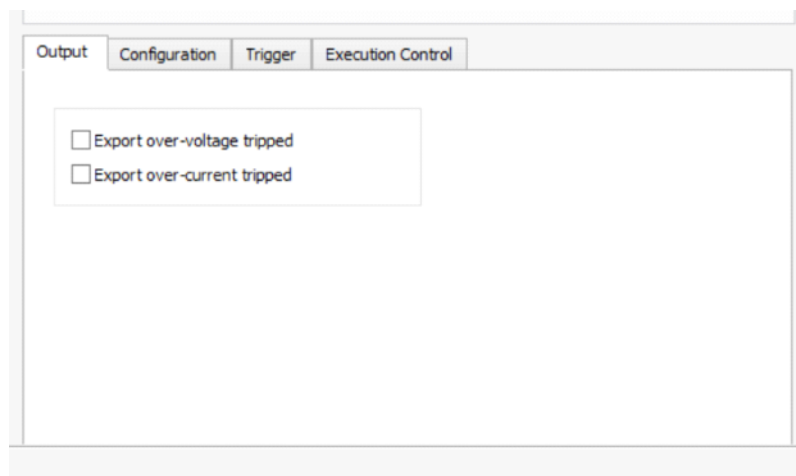 Output Configuration Trigger Execution Control
Export over-voltage tripped
Export over-current tripped